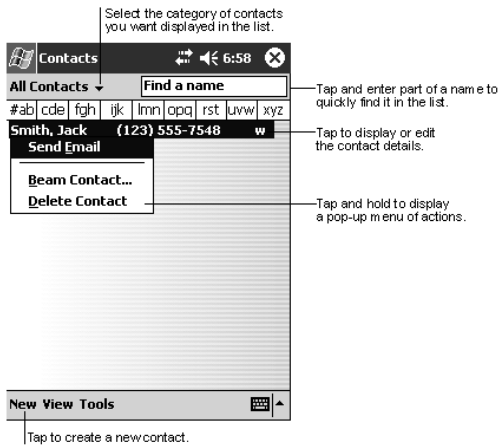 Select the category of contacts
you want displayed in the list.
Contacts 6:58
All Contacts Find a name
Tap and enter part of a name to
quickly find it in the list.
#ab cde fgh ijk lmn opq rst uvw xyz
Smith, Jack (123) 555-7548 w
Tap to display or edit
the contact details.
Send Email
Beam Contact...
Delete Contact
Tap and hold to display
a pop-up menu of actions.
New View Tools
Tap to create a new contact.